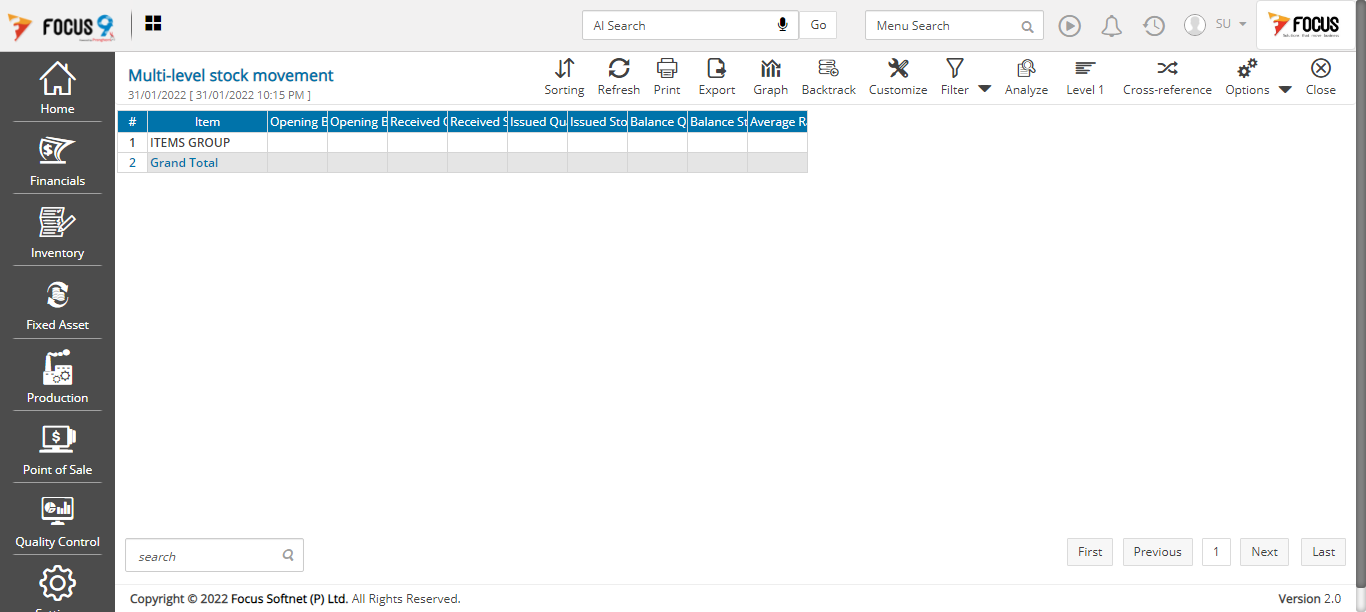 FOCUS 9
AI Search
Go
Menu Search
SU
FOCUS
Home
Financials
Inventory
Fixed Asset
Production
Point of Sale
Quality Control
Multi-level stock movement
31/01/2022 [ 31/01/2022 10:15 PM ]
Sorting Refresh Print Export Graph Backtrack Customize Filter Analyze Level 1 Cross-reference Options Close
# Item Opening B Opening B Received Q Received S Issued Qu Issued Sto Balance Q Balance St Average Ra
1 ITEMS GROUP
2 Grand Total
search
First Previous 1 Next Last
Copyright © 2022 Focus Softnet (P) Ltd. All Rights Reserved.
Version 2.0